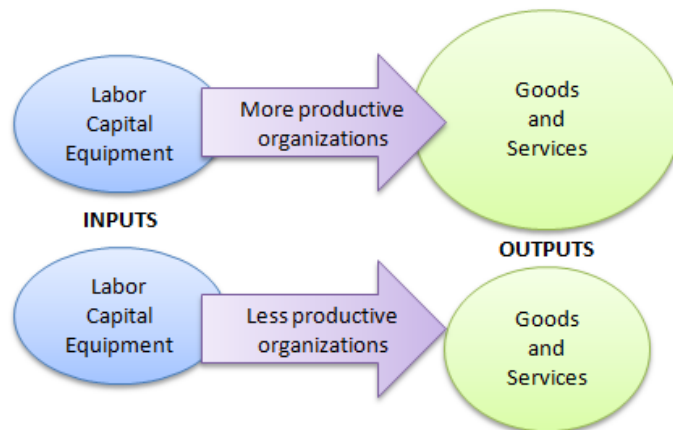 Labor
Capital
Equipment
More productive
organizations
Goods
and
Services
INPUTS
OUTPUTS
Labor
Capital
Equipment
Less productive
organizations
Goods
and
Services